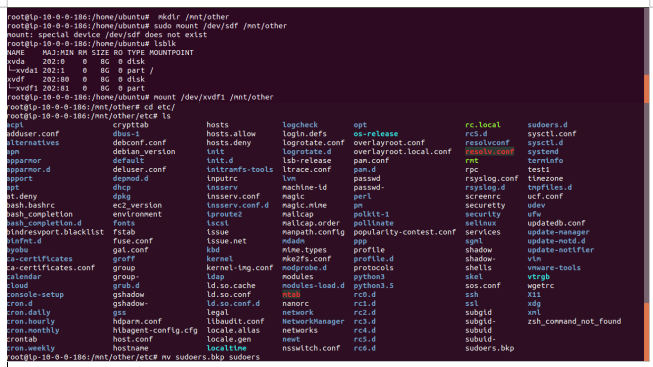 root@ip-10-0-0-186:/home/ubuntu#  mkdir /mnt/other
root@ip-10-0-0-186:/home/ubuntu# sudo mount /dev/sdf /mnt/other
mount: special device /dev/sdf does not exist
root@ip-10-0-0-186:/home/ubuntu# lsblk
NAME    MAJ:MIN RM SIZE RO TYPE MOUNTPOINT
xvda    202:0    0   8G  0 disk
└─xvda1 202:1    0   8G  0 part /
xvdf    202:80   0   8G  0 disk
└─xvdf1 202:81   0   8G  0 part
root@ip-10-0-0-186:/home/ubuntu# mount /dev/xvdf1 /mnt/other
root@ip-10-0-0-186:/mnt/other# cd etc/
root@ip-10-0-0-186:/mnt/other/etc# ls
acpi crypttab hosts logcheck opt rc.local sudoers.d
adduser.conf dbus-1 hosts.allow login.defs os-release rc5.d sysctl.conf
alternatives debconf.conf hosts.deny logrotate.conf overlayroot.conf resolvconf sysctl.d
apm debian_version init logrotate.d overlayroot.local.conf resolv.conf systemd
apparmor default init.d lsb-release pam.conf rmt terminfo
apparmor.d deluser.conf initramfs-tools ltrace.conf pam.d rpc test1
apport depmod.d inputrc lvm passwd rsyslog.conf timezone
apt dhcp insserv machine-id passwd- rsyslog.d tmpfiles.d
at.deny dpkg insserv.conf magic perl screenrc ucf.conf
bash.bashrc ec2_version insserv.conf.d magic.mime pm security udev
bash_completion environment iproute2 mailcap polkit-1 security ufw
bash_completion.d fonts iscsi mailcap.order pollinate selinux updatedb.conf
bindresvport.blacklist fstab issue manpath.config popularity-contest.conf services update-manager
binfmt.d fuse.conf issue.net mdadm ppp sgml update-motd.d
byobu gai.conf kbd mime.types profile shadow update-notifier
ca-certificates groff kernel mke2fs.conf profile.d shadow- vim
ca-certificates.conf group kernel-img.conf modprobe.d protocols shells vmware-tools
calendar group- ldap modules python3 skel vtrgb
cloud grub.d ld.so.cache modules-load.d python3.5 sos.conf wgetrc
console-setup gshadow ld.so.conf mtab rc0.d ssh X11
cron.d gshadow- ld.so.conf.d nanorc rc1.d ssl xdg
cron.daily gss legal network rc2.d subgid xml
cron.hourly hdparm.conf libaudit.conf NetworkManager rc3.d subgid- zsh_command_not_found
cron.monthly hibagent-config.cfg locale.alias networks rc4.d subuid
crontab host.conf locale.gen newt rc5.d subuid-
cron.weekly hostname localtime nsswitch.conf rc6.d sudoers.bkp
root@ip-10-0-0-186:/mnt/other/etc# mv sudoers.bkp sudoers